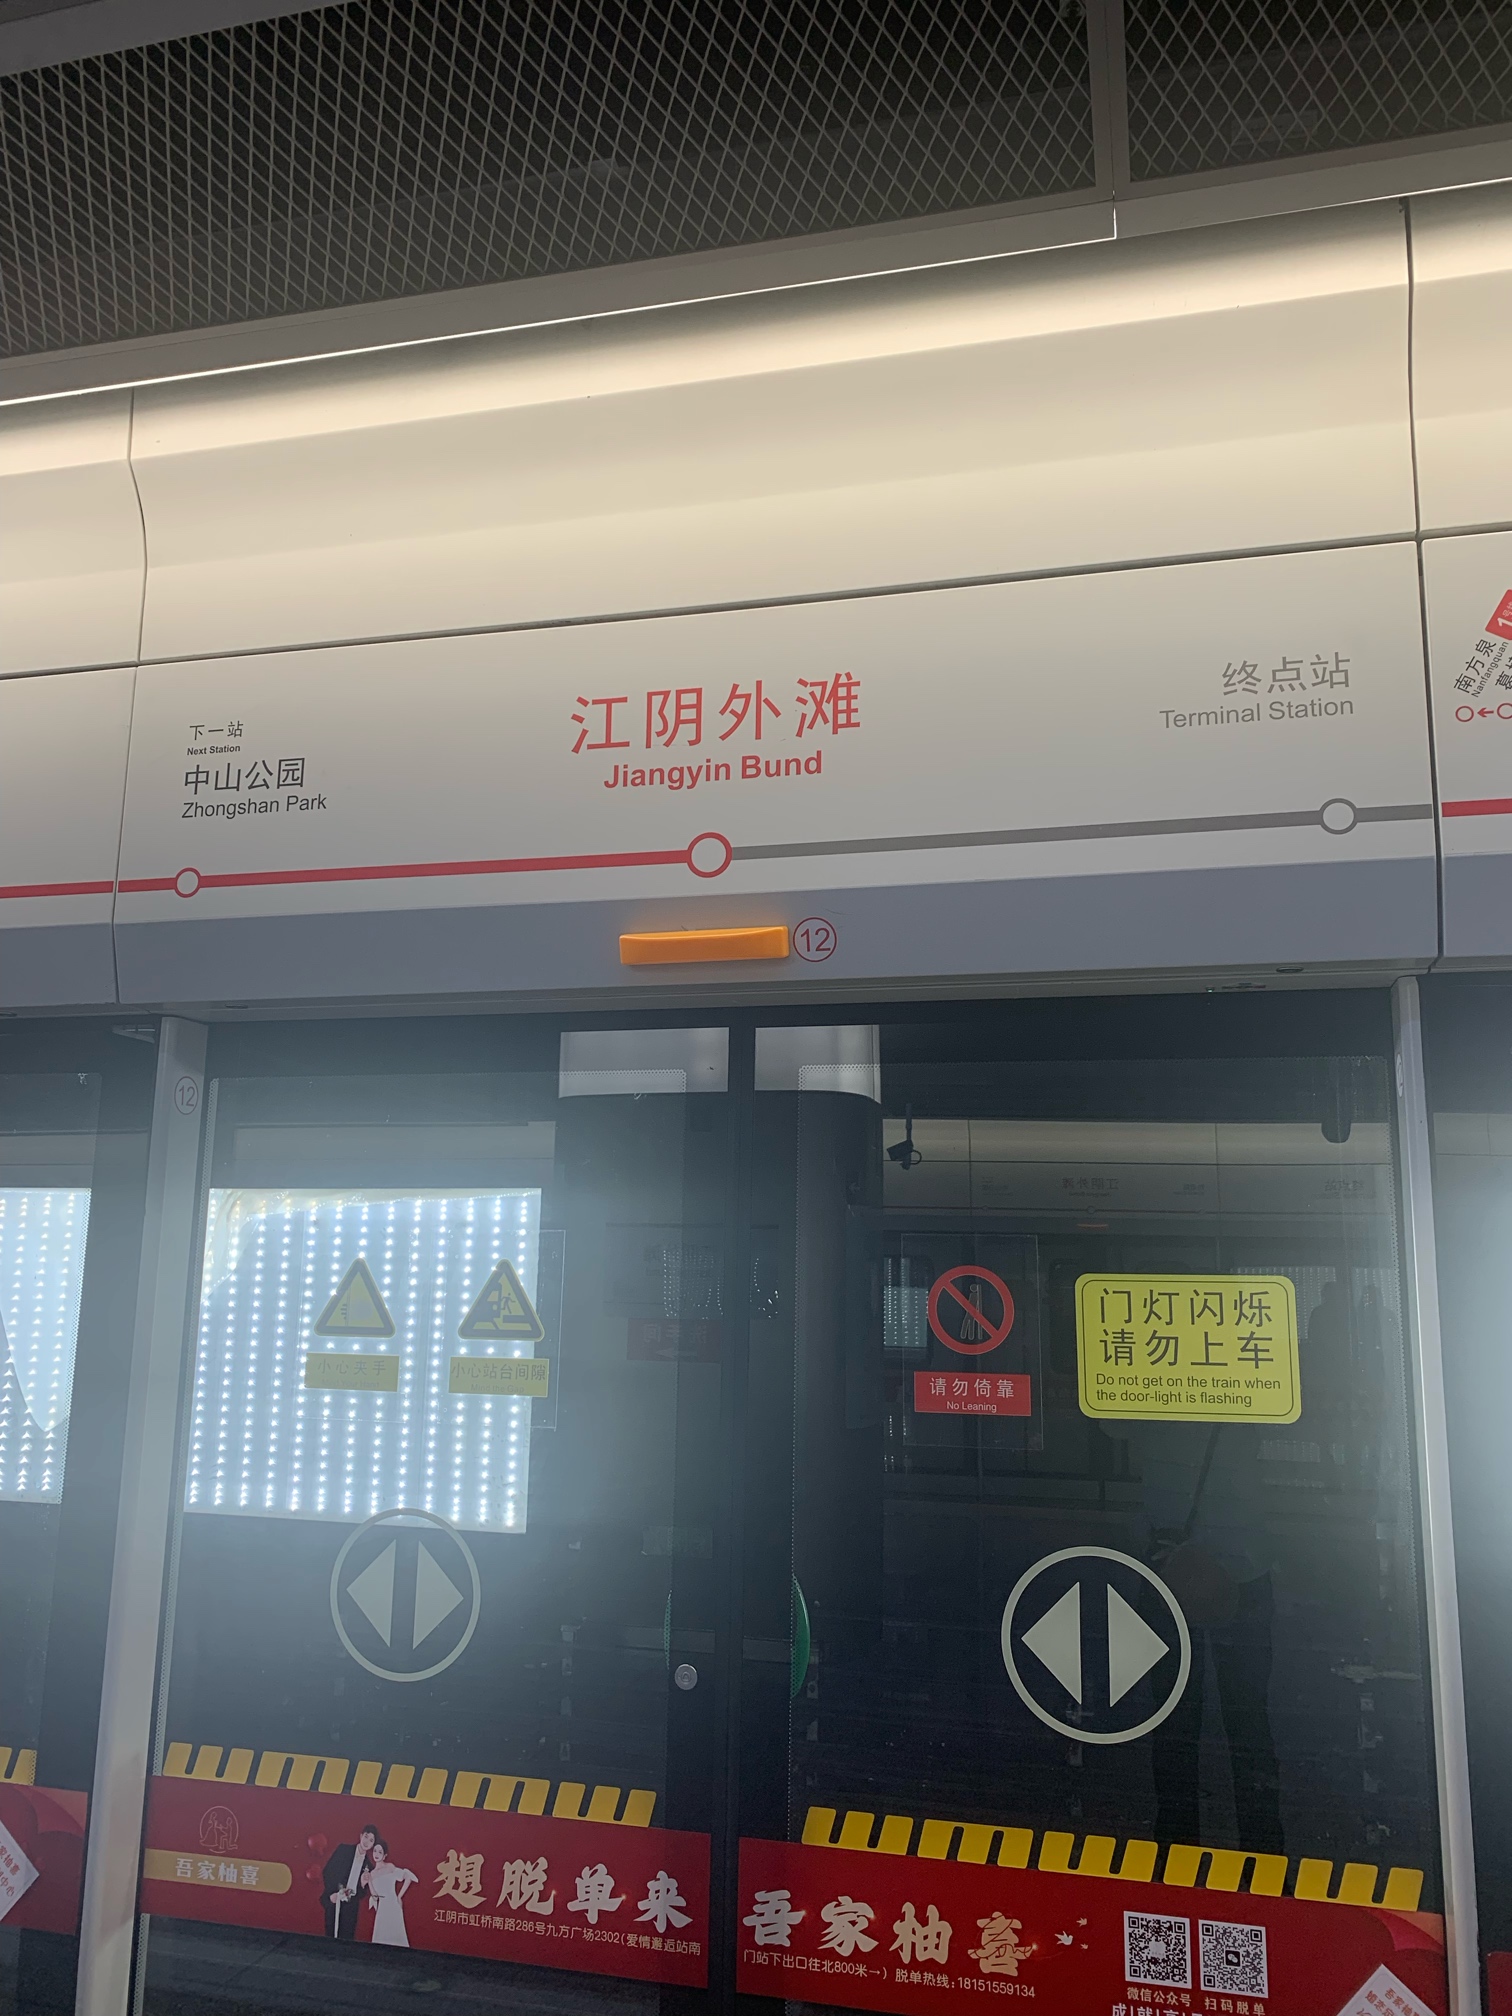 下一站
Next Station
中山公园
Zhongshan Park
江阴外滩
Jiangyin Bund
终点站
Terminal Station
南方泉
Nanfangquan
1号线
12
12
小心夹手
小心站台间隙
请勿倚靠
No Leaning
门灯闪烁
请勿上车
Do not get on the train when
the door-light is flashing
吾家柚喜
想脱单来
江阴市虹桥南路286号九方广场2302(爱情邂逅站南
吾家柚喜
门站下出口往北800米→) 脱单热线:18151559134
微信公众号
扫码脱单